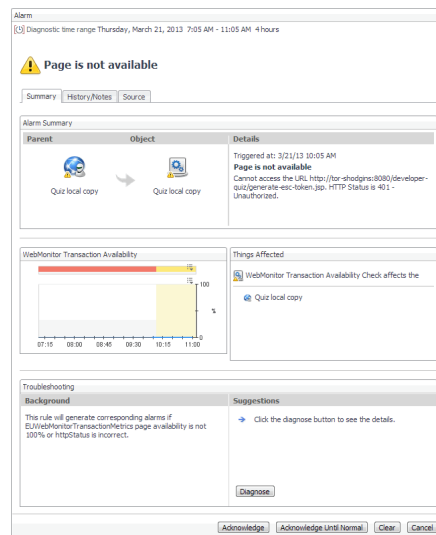 Alarm
Diagnostic time range Thursday, March 21, 2013 7:05 AM - 11:05 AM 4 hours
Page is not available
Summary History/Notes Source
Alarm Summary
Parent Object Details
Quiz local copy Quiz local copy
Triggered at: 3/21/13 10:05 AM
Page is not available
Cannot access the URL http://tor-shodgins:8080/developer-
quiz/generate-esc-token.jsp. HTTP Status is 401 -
Unauthorized.
WebMonitor Transaction Availability
100
%
0
07:15 08:00 08:45 09:30 10:15 11:00
Things Affected
WebMonitor Transaction Availability Check affects the
Quiz local copy
Troubleshooting
Background Suggestions
This rule will generate corresponding alarms if
EUWebMonitorTransactionMetrics page availability is not
100% or httpStatus is incorrect.
Click the diagnose button to see the details.
Diagnose
Acknowledge Acknowledge Until Normal Clear Cancel